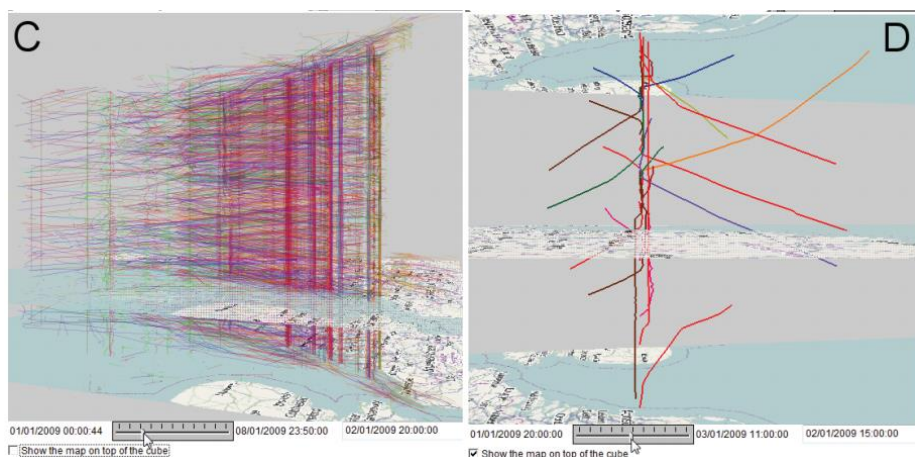 C
D
01/01/2009 00:00:44 08/01/2009 23:50:00 02/01/2009 20:00:00
Show the map on top of the cube
01/01/2009 20:00:00 03/01/2009 11:00:00 02/01/2009 15:00:00
Show the map on top of the cube